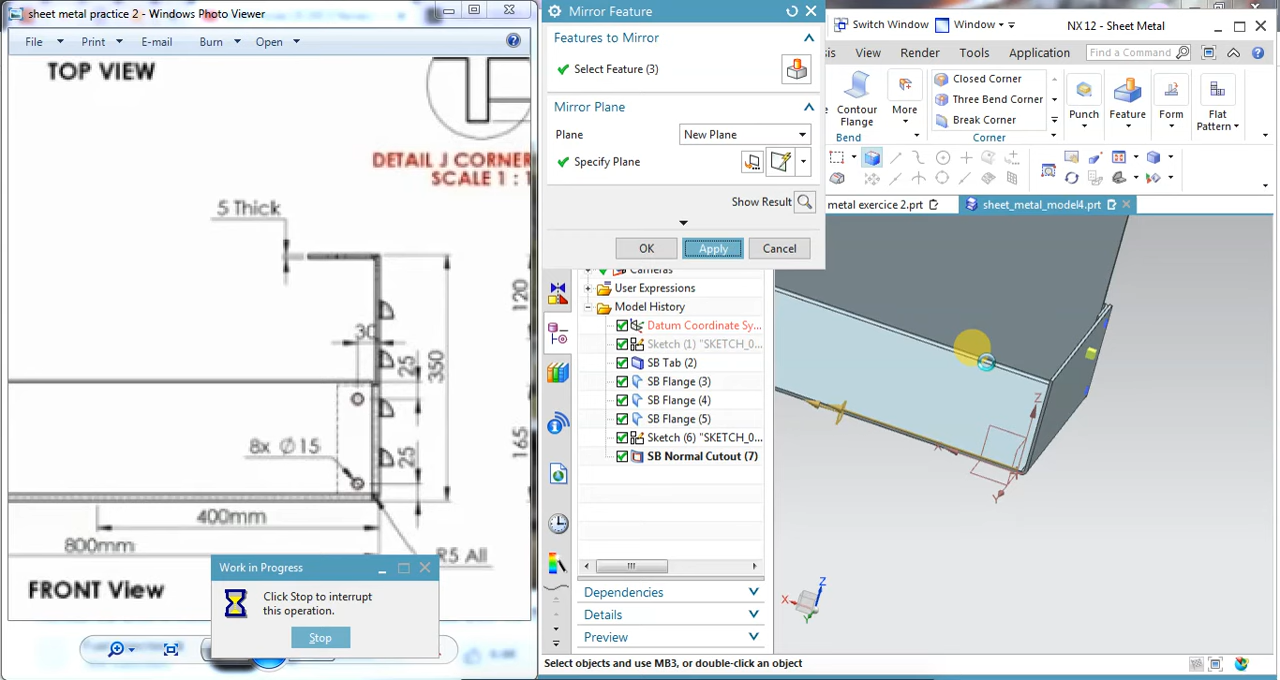 sheet metal practice 2 - Windows Photo Viewer
File
Print
E-mail
Burn
Open
TOP VIEW
DETAIL J CORNER
SCALE 1 : 1
5 Thick
30
25
350
120
8x ∅15
25
165
400mm
800mm
R5 All
FRONT View
Work in Progress
Click Stop to interrupt
this operation.
Stop
Mirror Feature
Features to Mirror
Select Feature (3)
Mirror Plane
Plane
New Plane
Specify Plane
Show Result
OK
Apply
Cancel
Switch Window
Window
NX 12 - Sheet Metal
View
Render
Tools
Application
Find a Command
Contour
Flange
More
Closed Corner
Three Bend Corner
Break Corner
Punch
Feature
Form
Flat
Pattern
Bend
Corner
metal exercice 2.prt
sheet_metal_model4.prt
Cameras
User Expressions
Model History
Datum Coordinate Sy...
Sketch (1) "SKETCH_0...
SB Tab (2)
SB Flange (3)
SB Flange (4)
SB Flange (5)
Sketch (6) "SKETCH_0...
SB Normal Cutout (7)
Dependencies
Details
Preview
Z
Y
X
Z
Y
Select objects and use MB3, or double-click an object